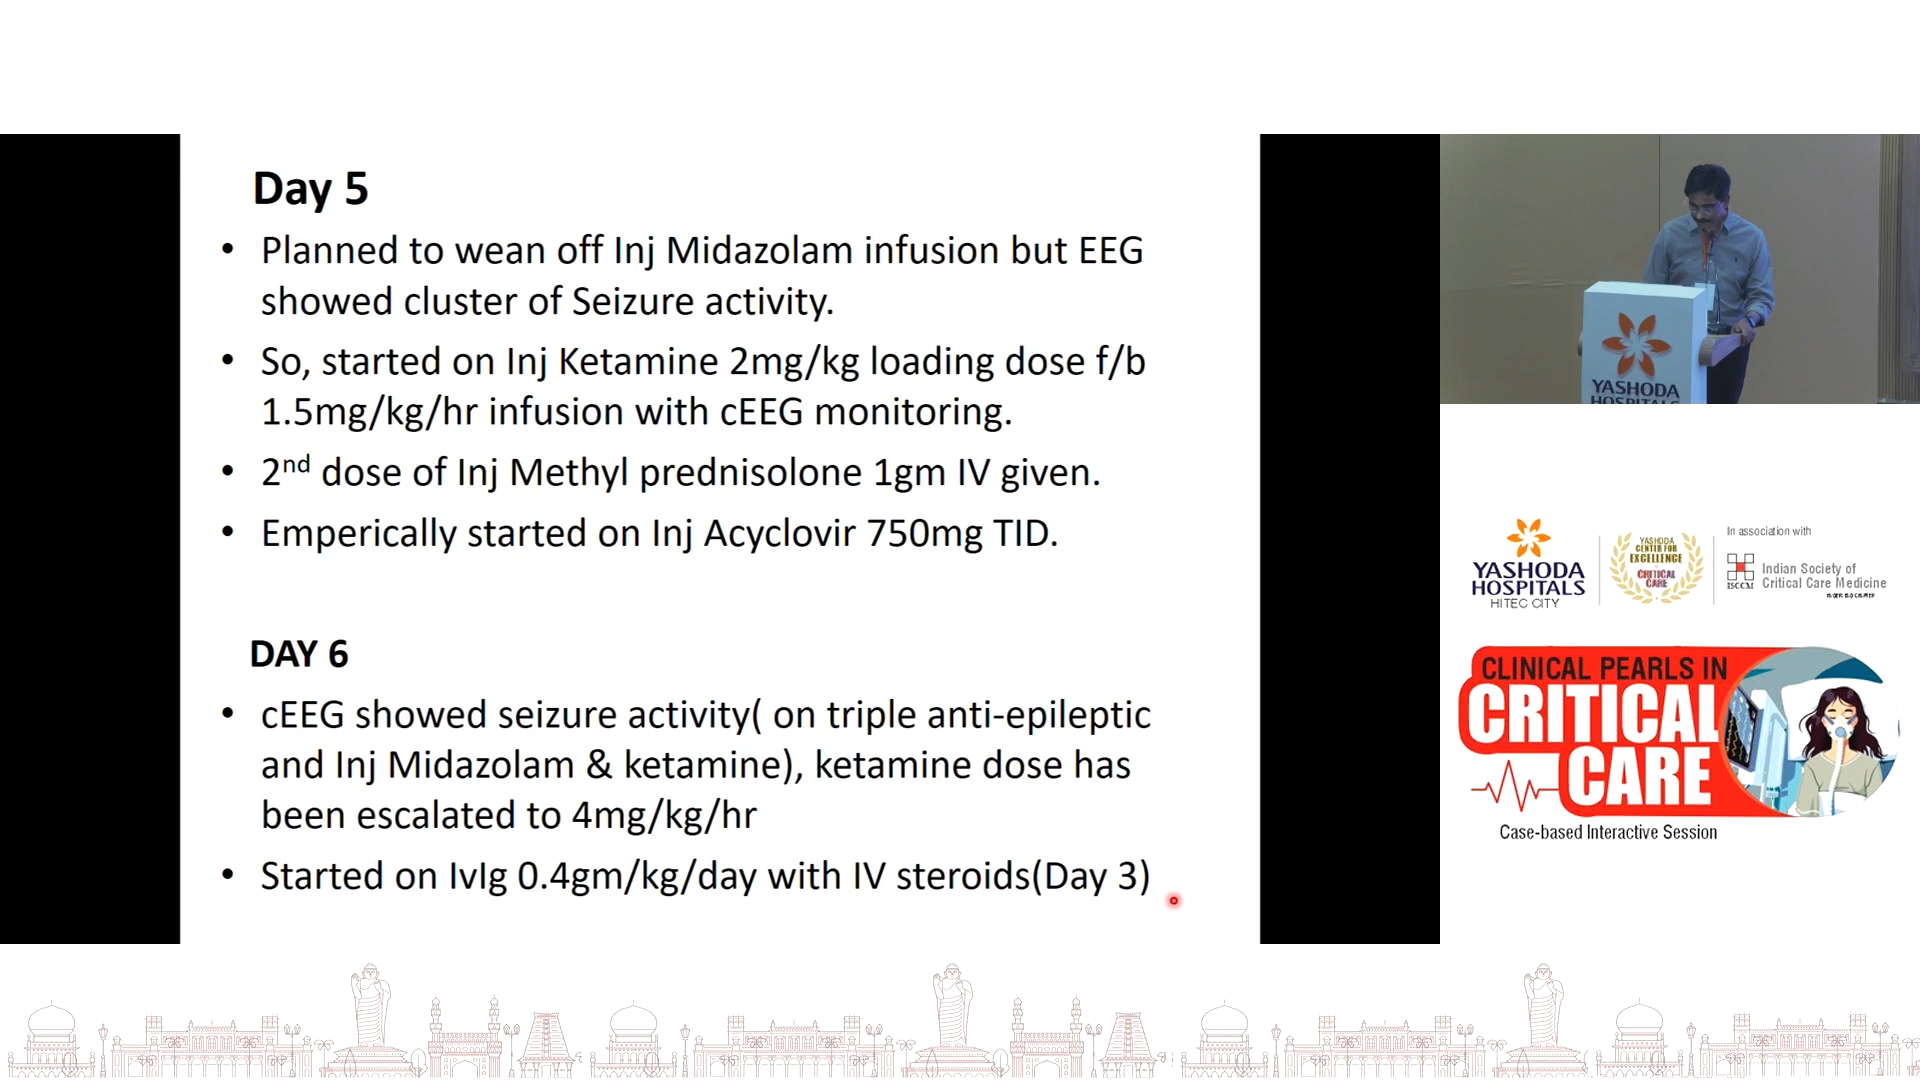 Day 5
• Planned to wean off Inj Midazolam infusion but EEG
showed cluster of Seizure activity.
• So, started on Inj Ketamine 2mg/kg loading dose f/b
1.5mg/kg/hr infusion with cEEG monitoring.
• 2nd dose of Inj Methyl prednisolone 1gm IV given.
• Emperically started on Inj Acyclovir 750mg TID.
DAY 6
• cEEG showed seizure activity( on triple anti-epileptic
and Inj Midazolam & ketamine), ketamine dose has
been escalated to 4mg/kg/hr
• Started on IvIg 0.4gm/kg/day with IV steroids(Day 3)
YASHODA
HOSPITALS
YASHODA
HOSPITALS
HITEC CITY
YASHODA
CENTER FOR
EXCELLENCE
CRITICAL
CARE
In association with
ISCCM
Indian Society of
Critical Care Medicine
CLINICAL PEARLS IN
CRITICAL
CARE
Case-based Interactive Session